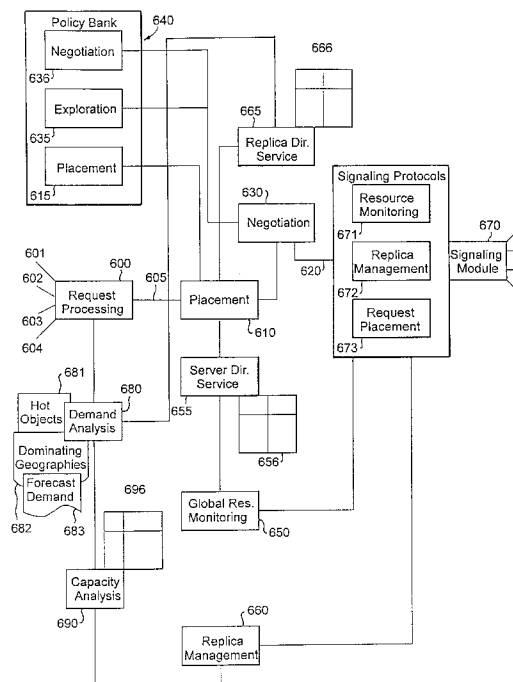 Policy Bank
640
Negotiation
636
Exploration
635
Placement
615
666
665
Replica Dir.
Service
630
Negotiation
620
Signaling Protocols
Resource
Monitoring
671
Replica
Management
672
Request
Placement
673
670
Signaling
Module
601
602
603
604
600
Request
Processing
605
Placement
610
Server Dir.
Service
655
656
681
680
Hot
Objects
Demand
Analysis
Dominating
Geographies
Forecast
Demand
682
683
Global Res.
Monitoring
650
696
Capacity
Analysis
690
660
Replica
Management